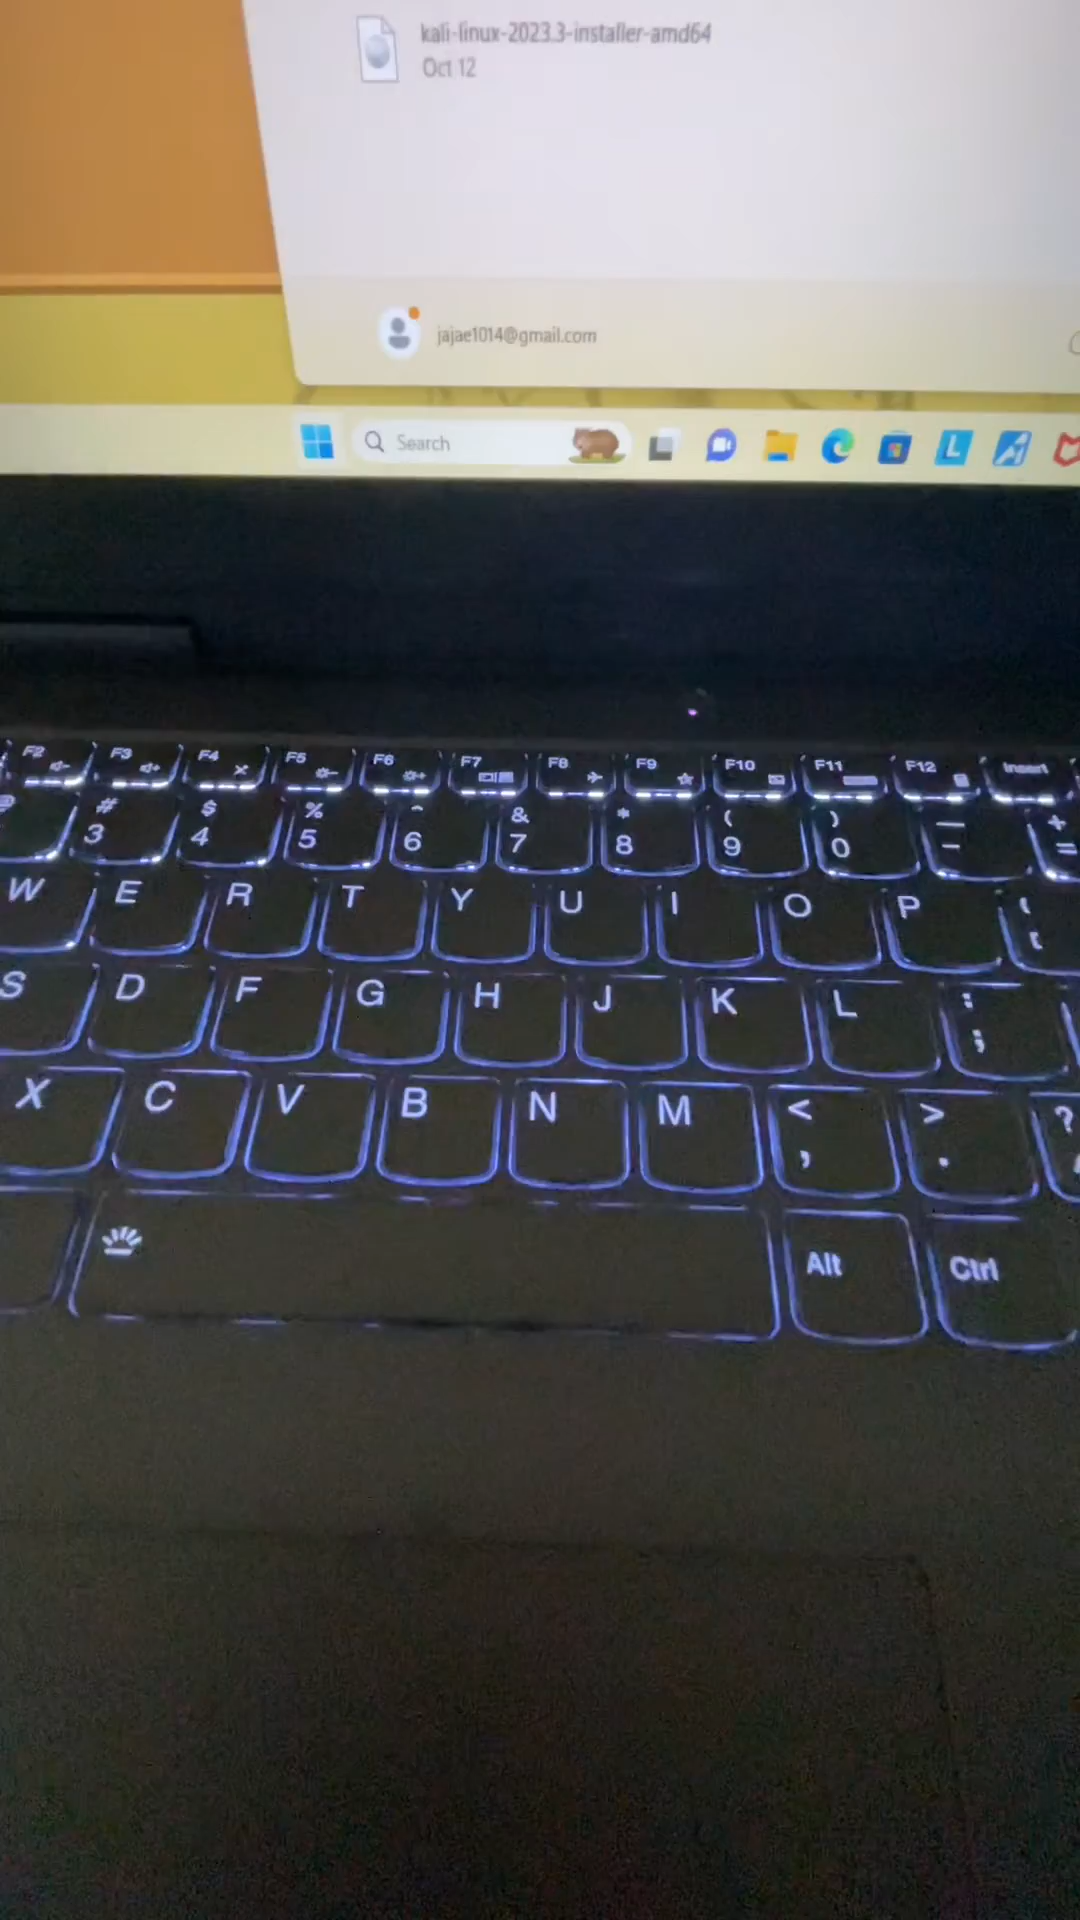 kali-linux-2023.3-installer-amd64
Oct 12
jajae1014@gmail.com
Search
L
F2 F3 F4 F5 F6 F7 F8 F9 F10 F11 F12 Insert
# $ % ^ & * ( ) — +
3 4 5 6 7 8 9 0 - =
W E R T Y U I O P {
[
S D F G H J K L :
;
X C V B N M < > ?
, .
Alt Ctrl